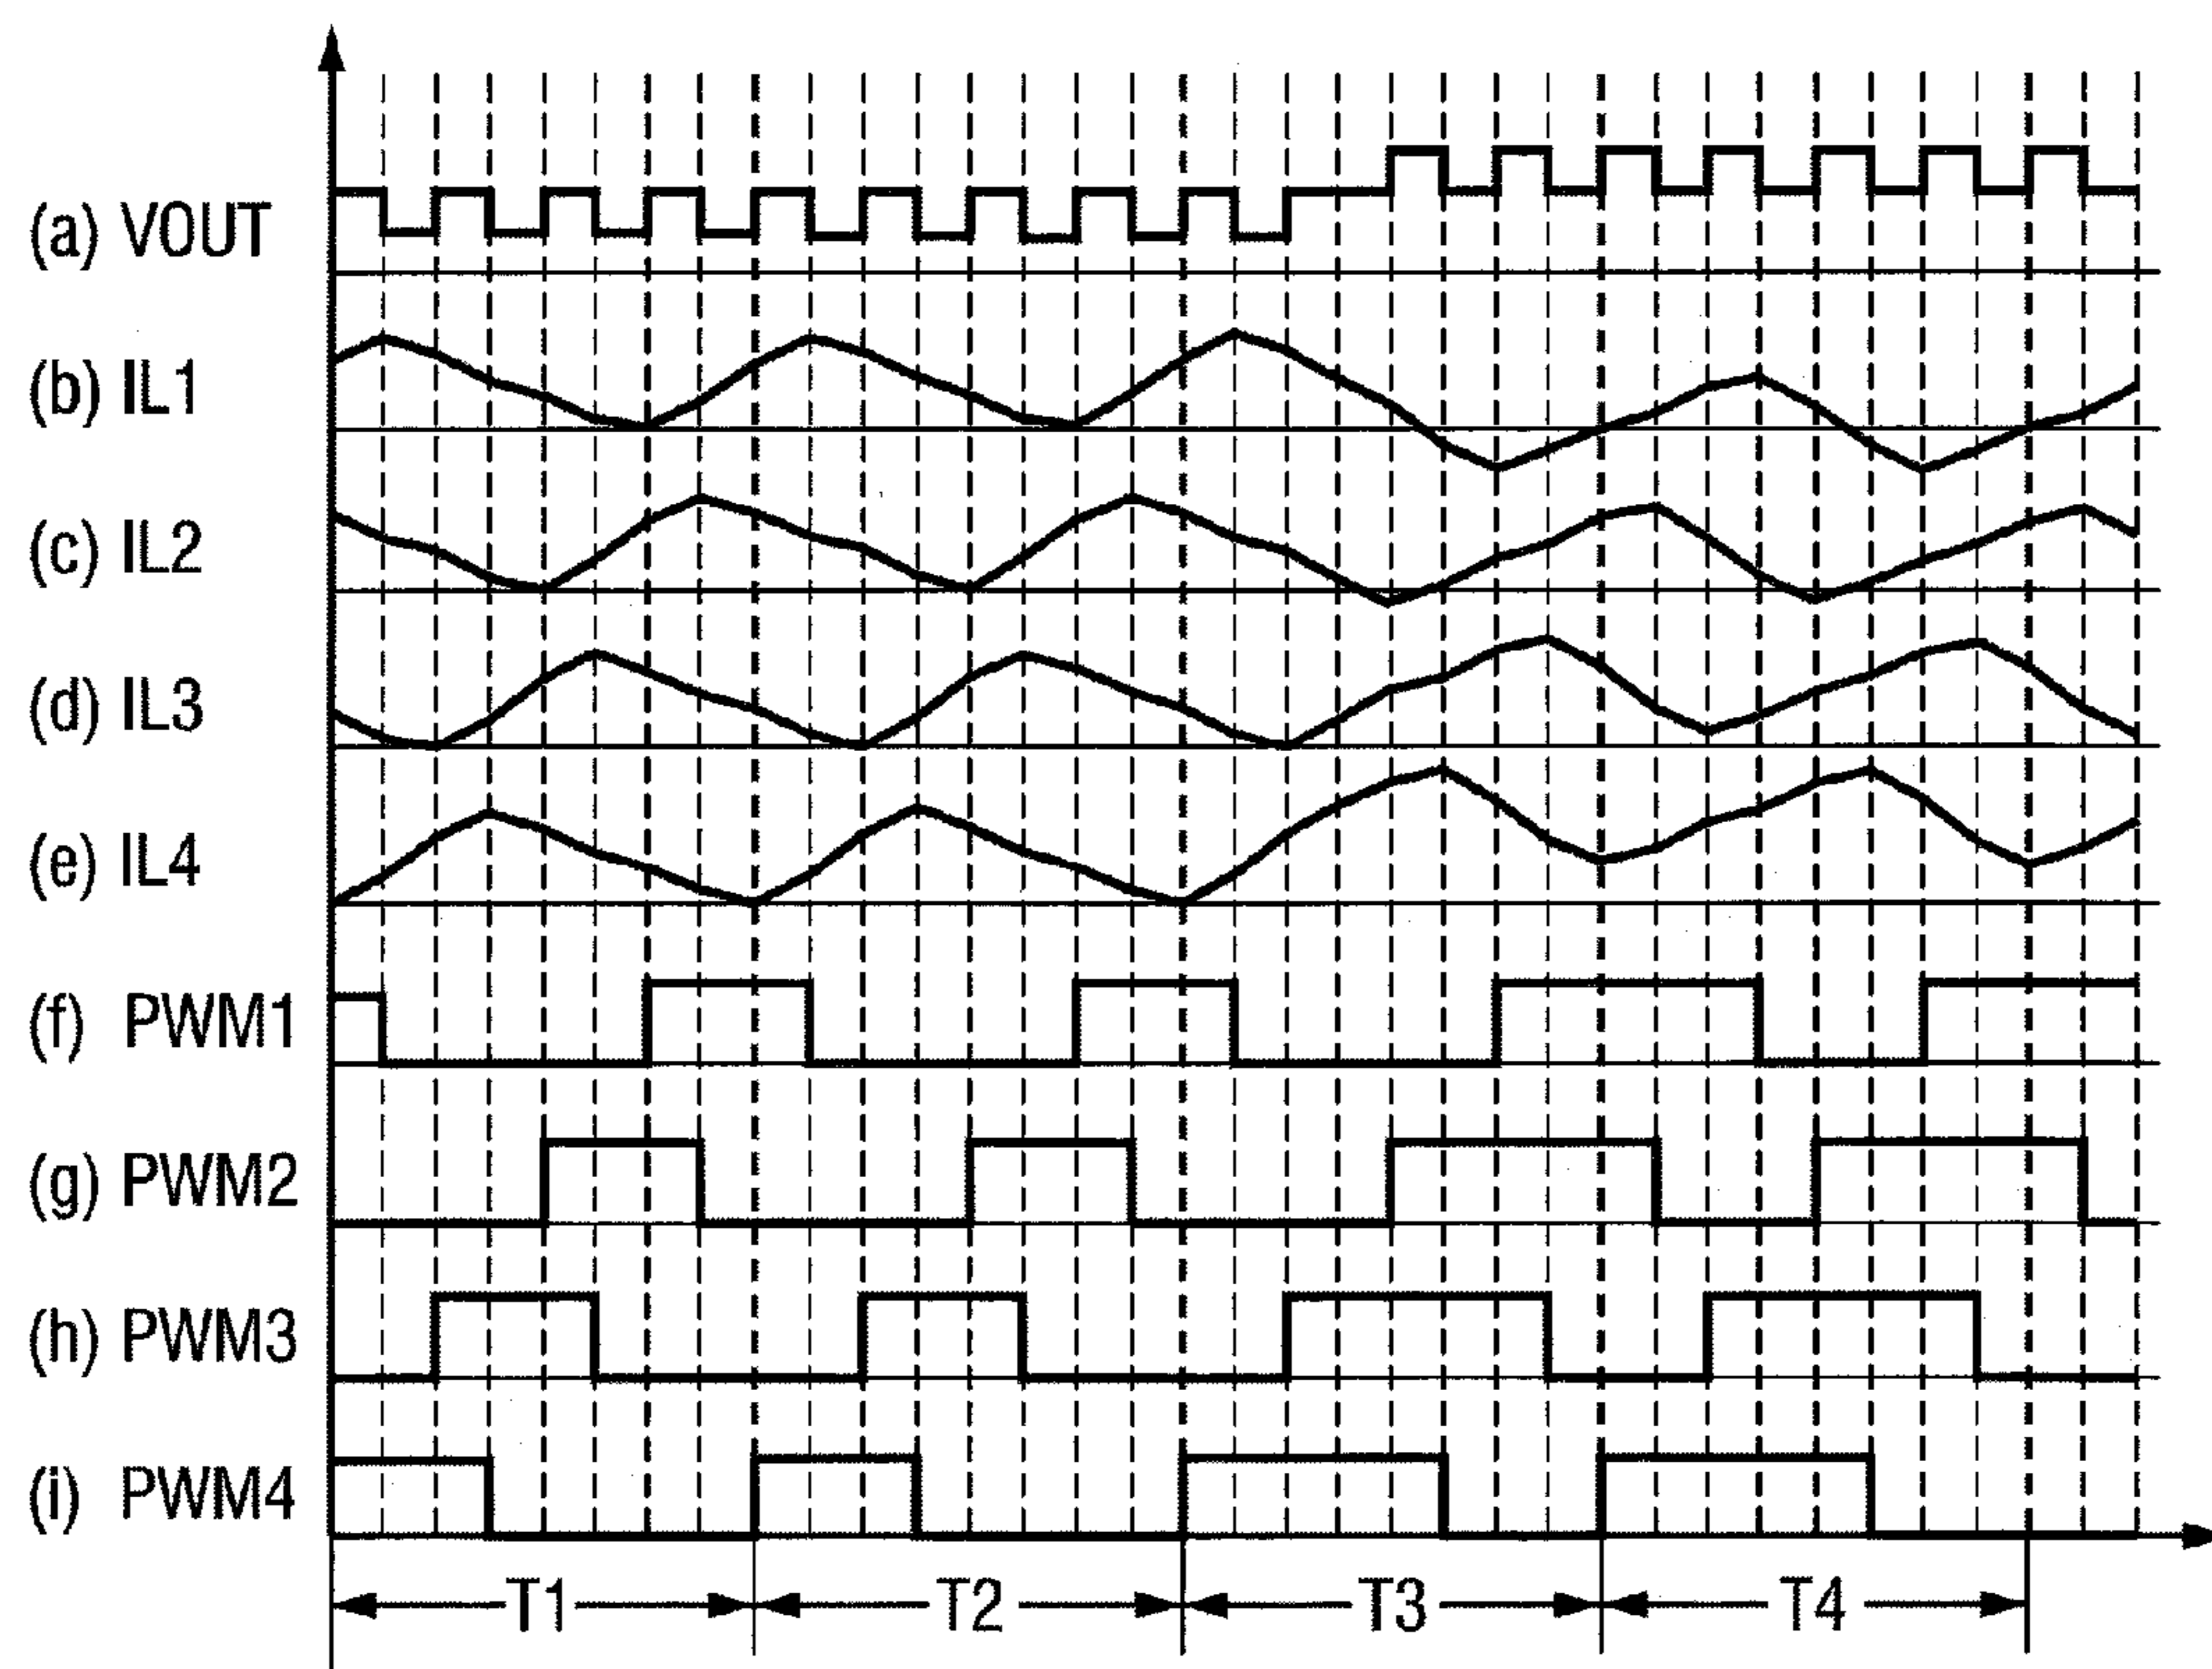 (a) VOUT
(b) IL1
(c) IL2
(d) IL3
(e) IL4
(f) PWM1
(g) PWM2
(h) PWM3
(i) PWM4
T1 T2 T3 T4